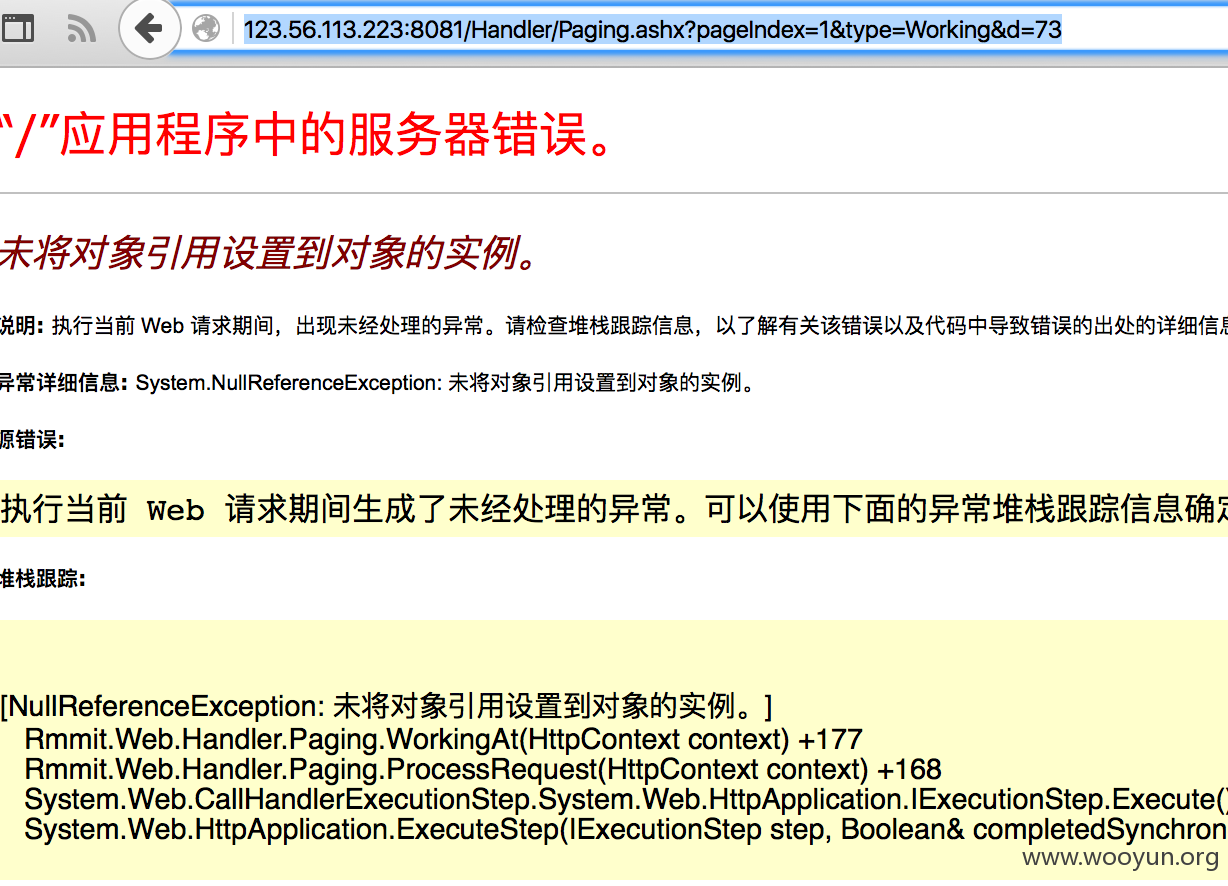 123.56.113.223:8081/Handler/Paging.ashx?pageIndex=1&type=Working&d=73
“/”应用程序中的服务器错误。
未将对象引用设置到对象的实例。
说明: 执行当前 Web 请求期间，出现未经处理的异常。请检查堆栈跟踪信息，以了解有关该错误以及代码中导致错误的出处的详细信息
异常详细信息: System.NullReferenceException: 未将对象引用设置到对象的实例。
源错误:
执行当前 Web 请求期间生成了未经处理的异常。可以使用下面的异常堆栈跟踪信息确定
堆栈跟踪:
[NullReferenceException: 未将对象引用设置到对象的实例。]
Rmmit.Web.Handler.Paging.WorkingAt(HttpContext context) +177
Rmmit.Web.Handler.Paging.ProcessRequest(HttpContext context) +168
System.Web.CallHandlerExecutionStep.System.Web.HttpApplication.IExecutionStep.Execute()
System.Web.HttpApplication.ExecuteStep(IExecutionStep step, Boolean& completedSynchron
www.wooyun.org